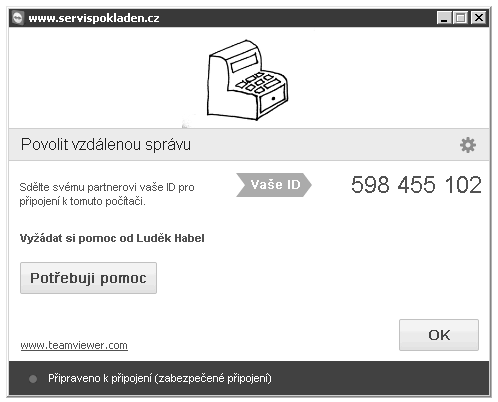 www.servispokladen.cz
Povolit vzdálenou správu
Sdělte svému partnerovi vaše ID pro
připojení k tomuto počítači.
Vaše ID
598 455 102
Vyžádat si pomoc od Luděk Habel
Potřebuji pomoc
OK
www.teamviewer.com
Připraveno k připojení (zabezpečené připojení)